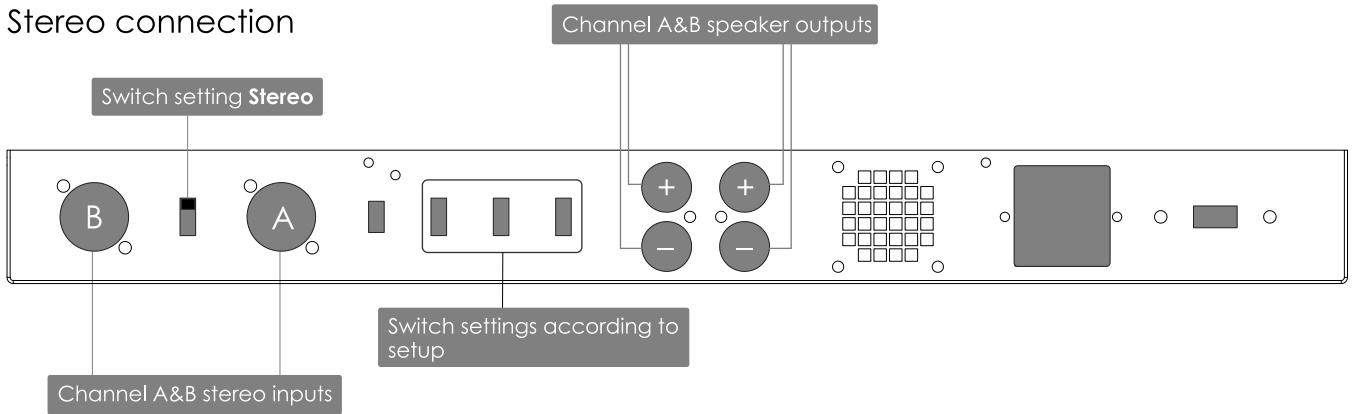 Stereo connection
Channel A&B speaker outputs
Switch setting Stereo
B
A
+
+
−
−
Switch settings according to
setup
Channel A&B stereo inputs